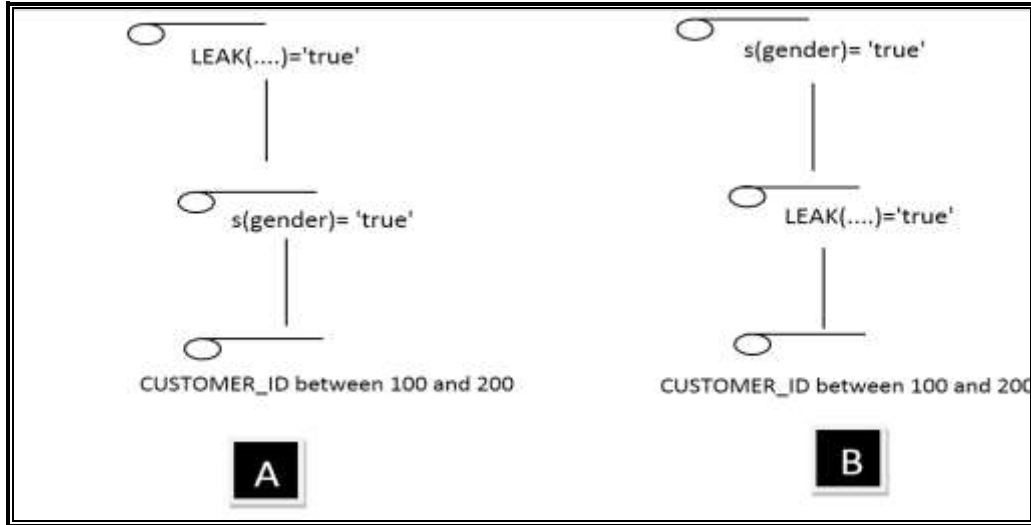 LEAK(....)='true'
s(gender)= 'true'
CUSTOMER_ID between 100 and 200
A
s(gender)= 'true'
LEAK(....)='true'
CUSTOMER_ID between 100 and 200
B